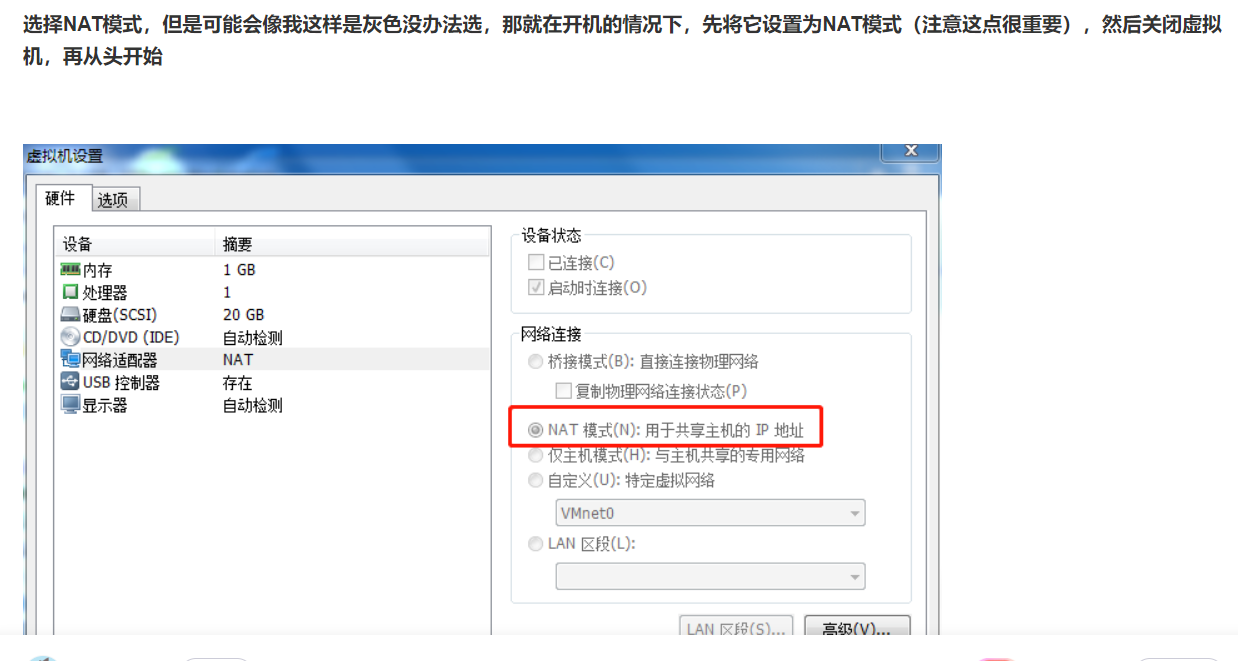 选择NAT模式，但是可能会像我这样是灰色没办法选，那就在开机的情况下，先将它设置为NAT模式（注意这点很重要），然后关闭虚拟
机，再从头开始
虚拟机设置
硬件 选项
设备 摘要
内存 1 GB
处理器 1
硬盘(SCSI) 20 GB
CD/DVD (IDE) 自动检测
网络适配器 NAT
USB 控制器 存在
显示器 自动检测
设备状态
已连接(C)
启动时连接(O)
网络连接
桥接模式(B): 直接连接物理网络
复制物理网络连接状态(P)
NAT 模式(N): 用于共享主机的 IP 地址
仅主机模式(H): 与主机共享的专用网络
自定义(U): 特定虚拟网络
VMnet0
LAN 区段(L):
LAN 区段(S)... 高级(V)...